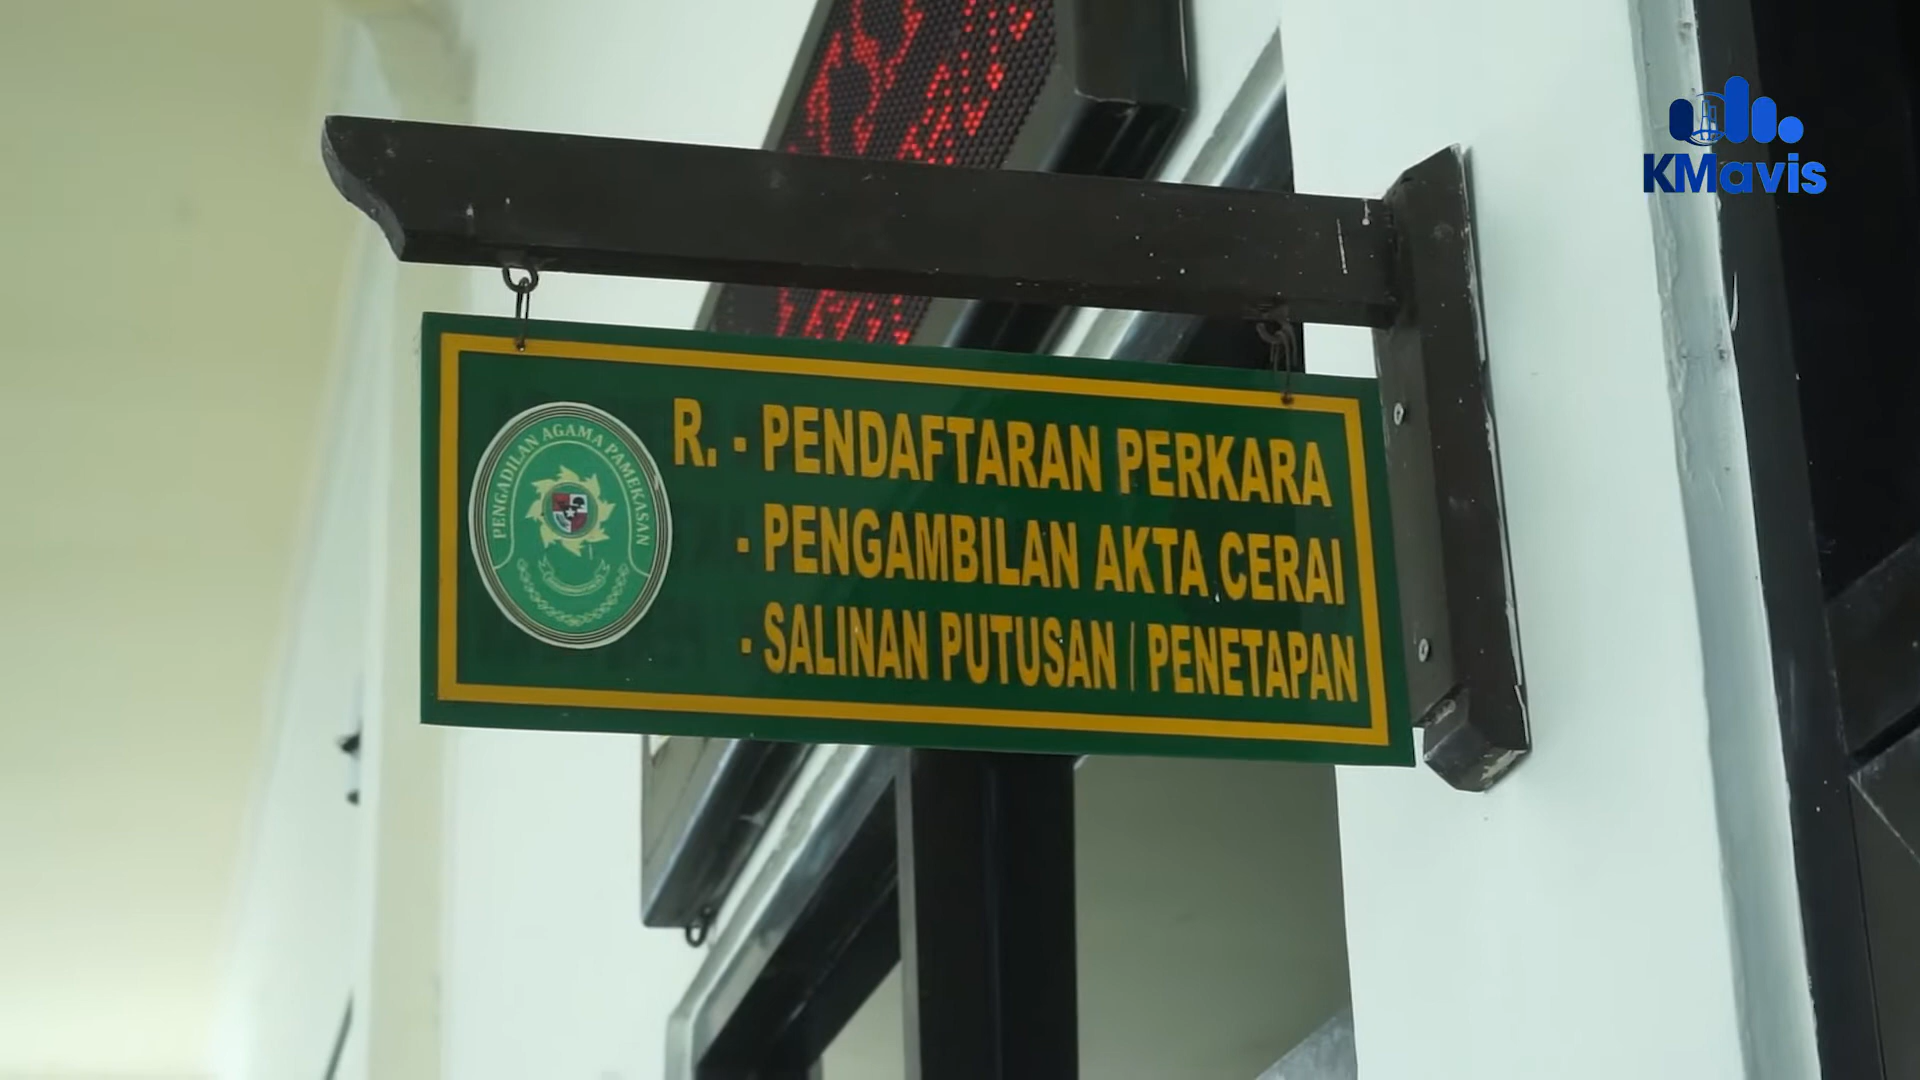 KMavis
PENGADILAN AGAMA PAMEKASAN
R. - PENDAFTARAN PERKARA
- PENGAMBILAN AKTA CERAI
- SALINAN PUTUSAN / PENETAPAN